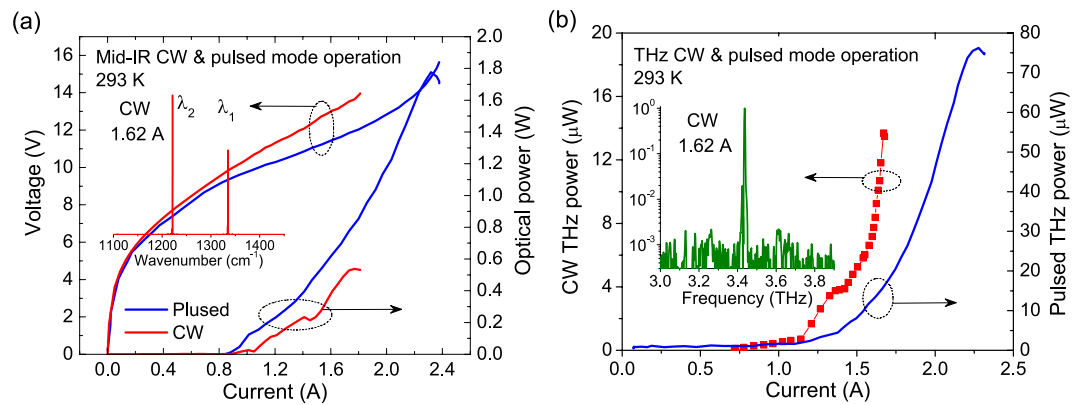 (a)
Mid-IR CW & pulsed mode operation
293 K
CW
1.62 A
λ2
λ1
1100 1200 1300 1400
Wavenumber (cm-1)
Plused
CW
0 2 4 6 8 10 12 14 16
Voltage (V)
0.0 0.2 0.4 0.6 0.8 1.0 1.2 1.4 1.6 1.8 2.0
Optical power (W)
0.0 0.4 0.8 1.2 1.6 2.0 2.4
Current (A)
(b)
THz CW & pulsed mode operation
293 K
CW
1.62 A
10^0
10^-1
10^-2
10^-3
3.0 3.2 3.4 3.6 3.8
Frequency (THz)
0 4 8 12 16 20
CW THz power (μW)
0 10 20 30 40 50 60 70 80
Pulsed THz power (μW)
0.0 0.5 1.0 1.5 2.0 2.5
Current (A)